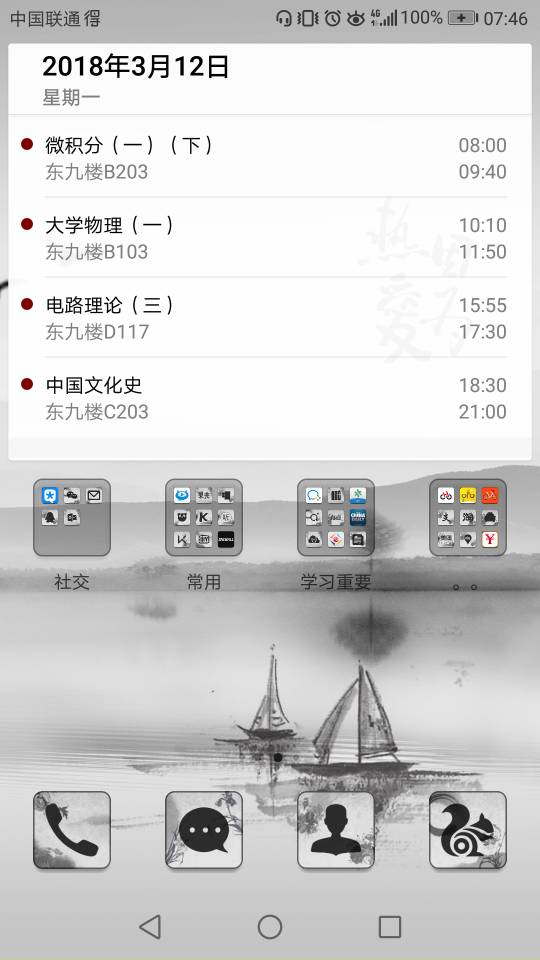 中国联通 得 4G 100% 07:46
2018年3月12日
星期一
微积分（一）（下） 08:00
东九楼B203 09:40
大学物理（一） 10:10
东九楼B103 11:50
电路理论（三） 15:55
东九楼D117 17:30
中国文化史 18:30
东九楼C203 21:00
热爱
社交 常用 学习重要 。。